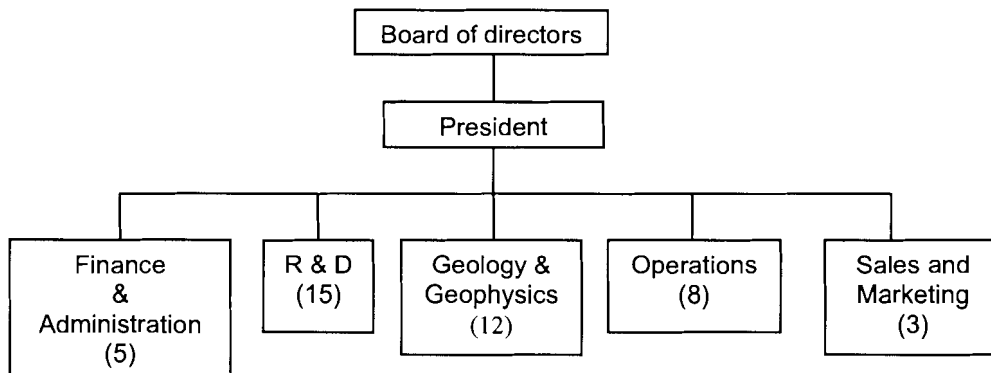 Board of directors
President
Finance
&
Administration
(5)
R & D
(15)
Geology &
Geophysics
(12)
Operations
(8)
Sales and
Marketing
(3)